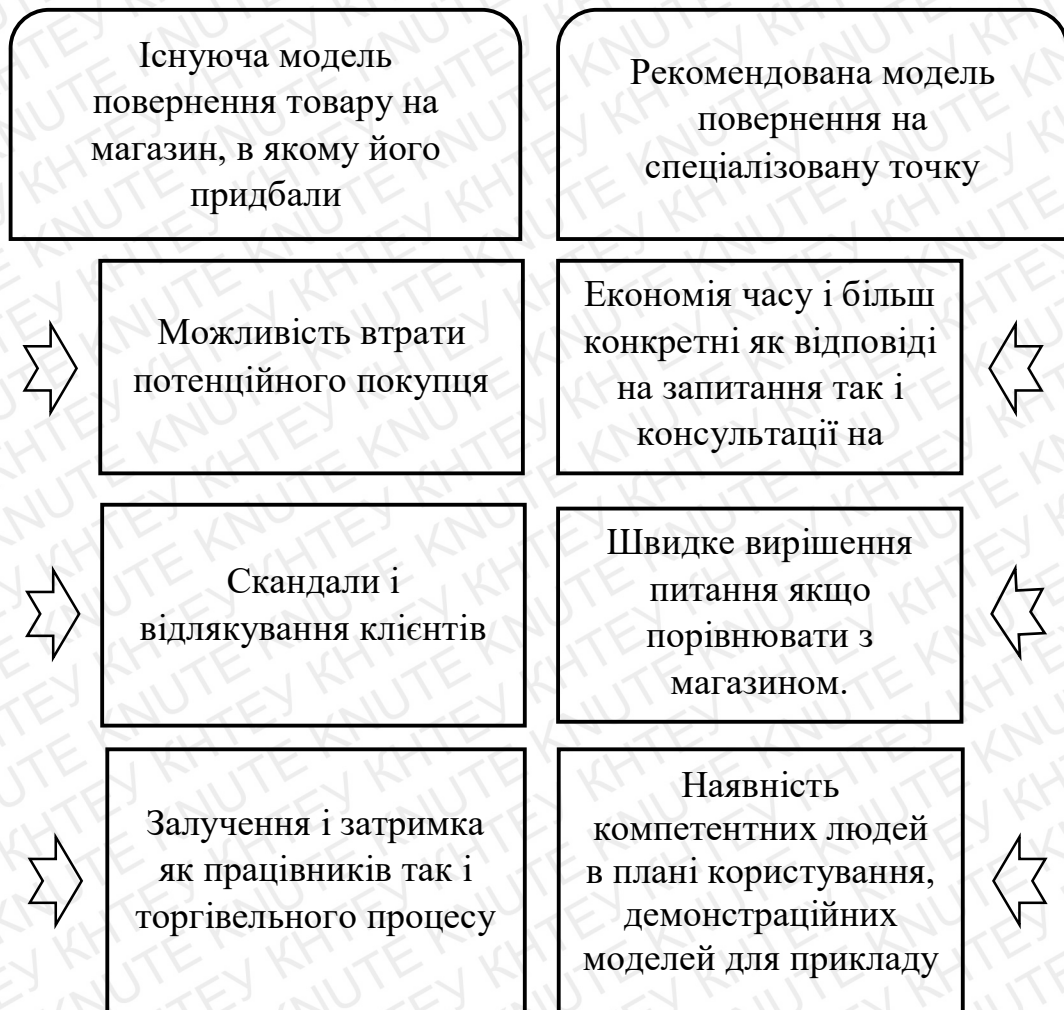 Існуюча модель
повернення товару на
магазин, в якому його
придбали
Рекомендована модель
повернення на
спеціалізовану точку
Можливість втрати
потенційного покупця
Економія часу і більш
конкретні як відповіді
на запитання так і
консультації на
Скандали і
відлякування клієнтів
Швидке вирішення
питання якщо
порівнювати з
магазином.
Залучення і затримка
як працівників так і
торгівельного процесу
Наявність
компетентних людей
в плані користування,
демонстраційних
моделей для прикладу